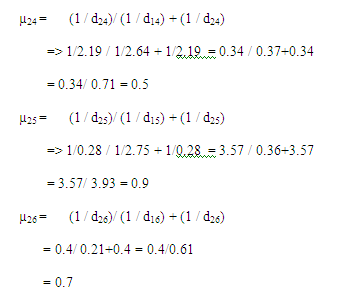 µ24 = (1 / d24)/ (1 / d14) + (1 / d24)
=> 1/2.19 / 1/2.64 + 1/2.19 = 0.34 / 0.37+0.34
= 0.34/ 0.71 = 0.5
µ25 = (1 / d25)/ (1 / d15) + (1 / d25)
=> 1/0.28 / 1/2.75 + 1/0.28 = 3.57 / 0.36+3.57
= 3.57/ 3.93 = 0.9
µ26 = (1 / d26)/ (1 / d16) + (1 / d26)
= 0.4/ 0.21+0.4 = 0.4/0.61
= 0.7